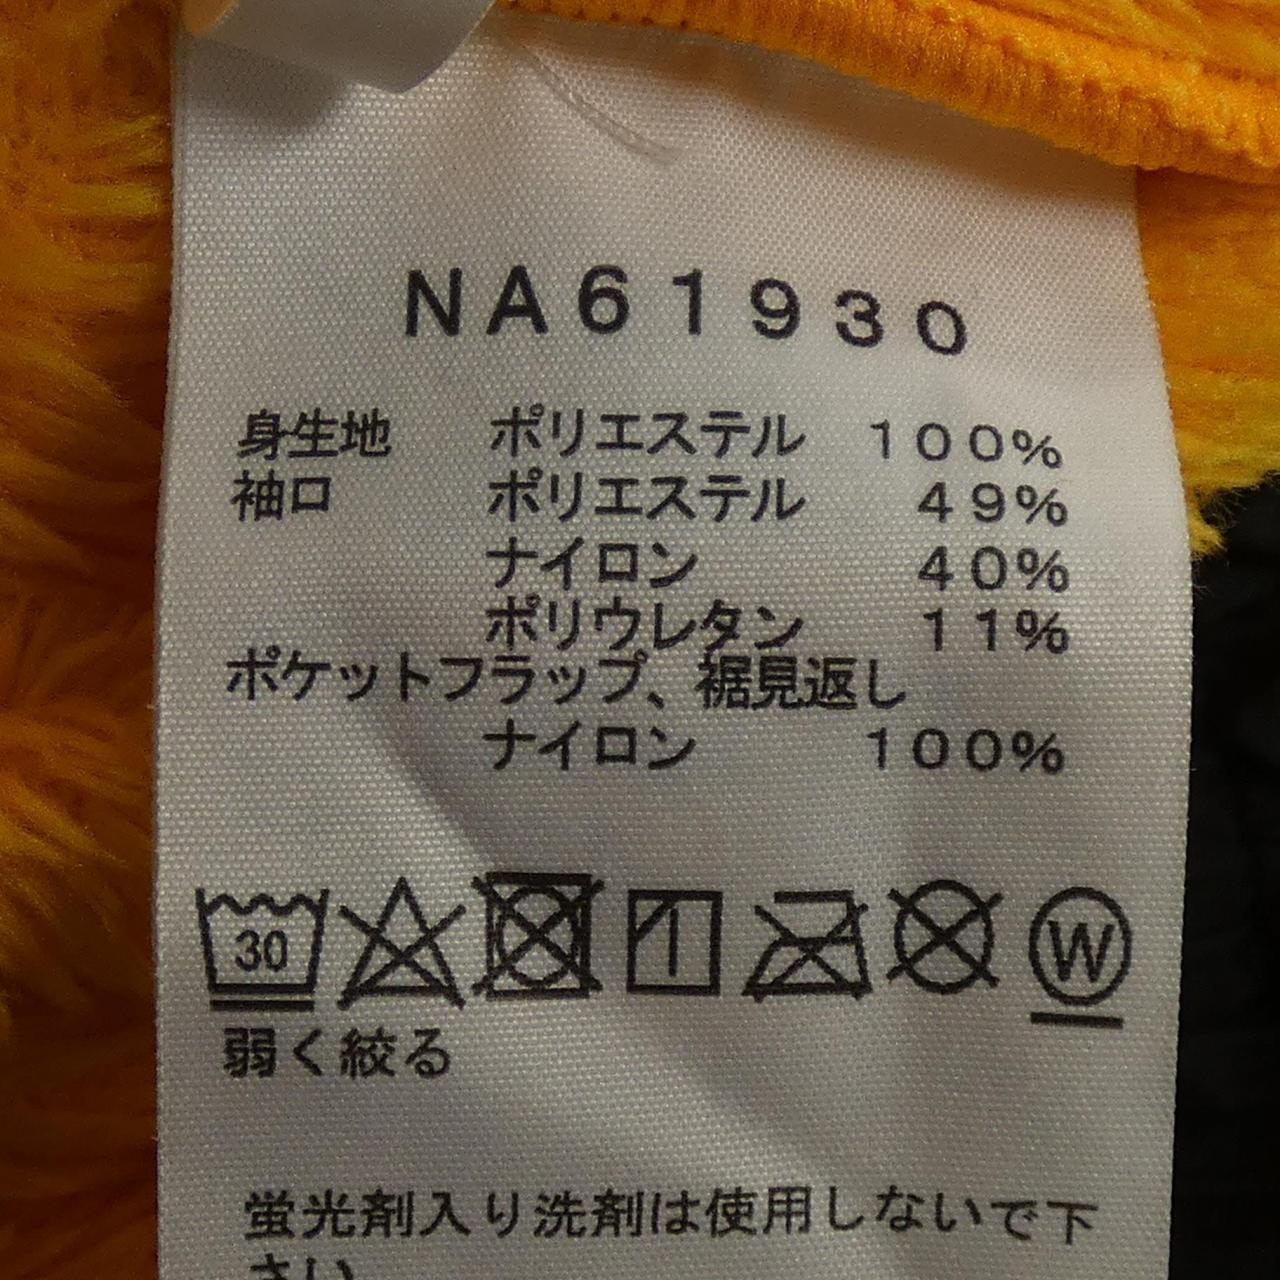 NA61930
身生地 ポリエステル 100%
袖口 ポリエステル 49%
ナイロン 40%
ポリウレタン 11%
ポケットフラップ、裾見返し
ナイロン 100%
30 W
弱く絞る
蛍光剤入り洗剤は使用しないで下
さい